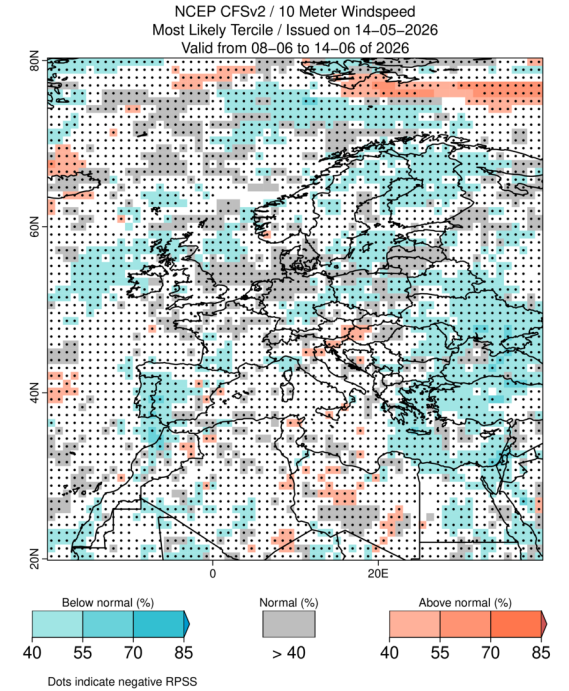 NCEP CFSv2 / 10 Meter Windspeed
Most Likely Tercile / Issued on 14−05−2026
Valid from 08−06 to 14−06 of 2026
80N
60N
40N
20N
0
20E
Below normal (%)
Normal (%)
Above normal (%)
40 55 70 85
> 40
40 55 70 85
Dots indicate negative RPSS